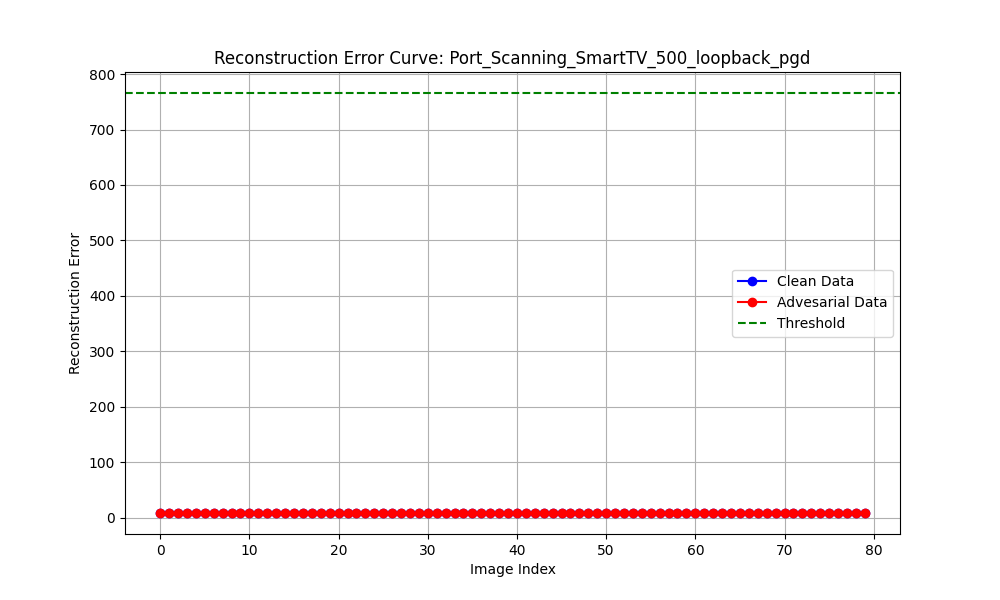 Reconstruction Error Curve: Port_Scanning_SmartTV_500_loopback_pgd
800
700
600
500
400
300
200
100
0
Reconstruction Error
Clean Data
Advesarial Data
Threshold
0 10 20 30 40 50 60 70 80
Image Index